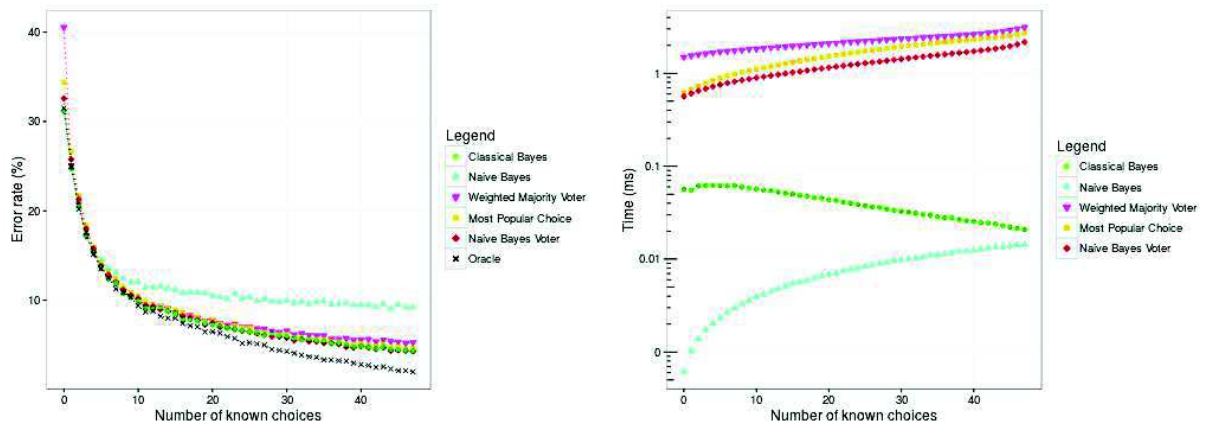 Error rate (%)
40
30
20
10
0
10
20
30
40
Number of known choices
Legend
Classical Bayes
Naive Bayes
Weighted Majority Voter
Most Popular Choice
Naive Bayes Voter
Oracle
Time (ms)
1
0.1
0.01
0
0
10
20
30
40
Number of known choices
Legend
Classical Bayes
Naive Bayes
Weighted Majority Voter
Most Popular Choice
Naive Bayes Voter